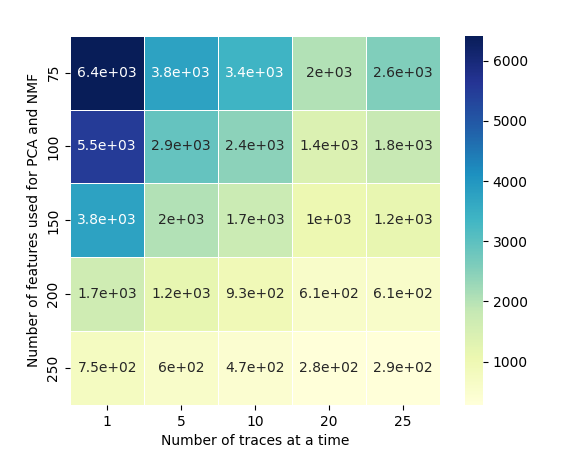 Number of features used for PCA and NMF
75 6.4e+03 3.8e+03 3.4e+03 2e+03 2.6e+03
100 5.5e+03 2.9e+03 2.4e+03 1.4e+03 1.8e+03
150 3.8e+03 2e+03 1.7e+03 1e+03 1.2e+03
200 1.7e+03 1.2e+03 9.3e+02 6.1e+02 6.1e+02
250 7.5e+02 6e+02 4.7e+02 2.8e+02 2.9e+02
1 5 10 20 25
Number of traces at a time
6000
5000
4000
3000
2000
1000